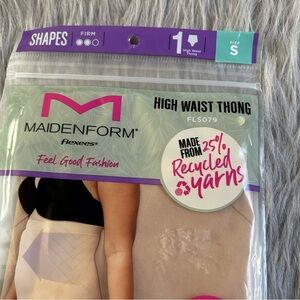 SHAPES
FIRM
1
High Waist
Thong
SIZE
S
M
MAIDENFORM®
flexees®
Feel Good Fashion
HIGH WAIST THONG
FLS079
MADE
FROM 25%
Recycled
yarns